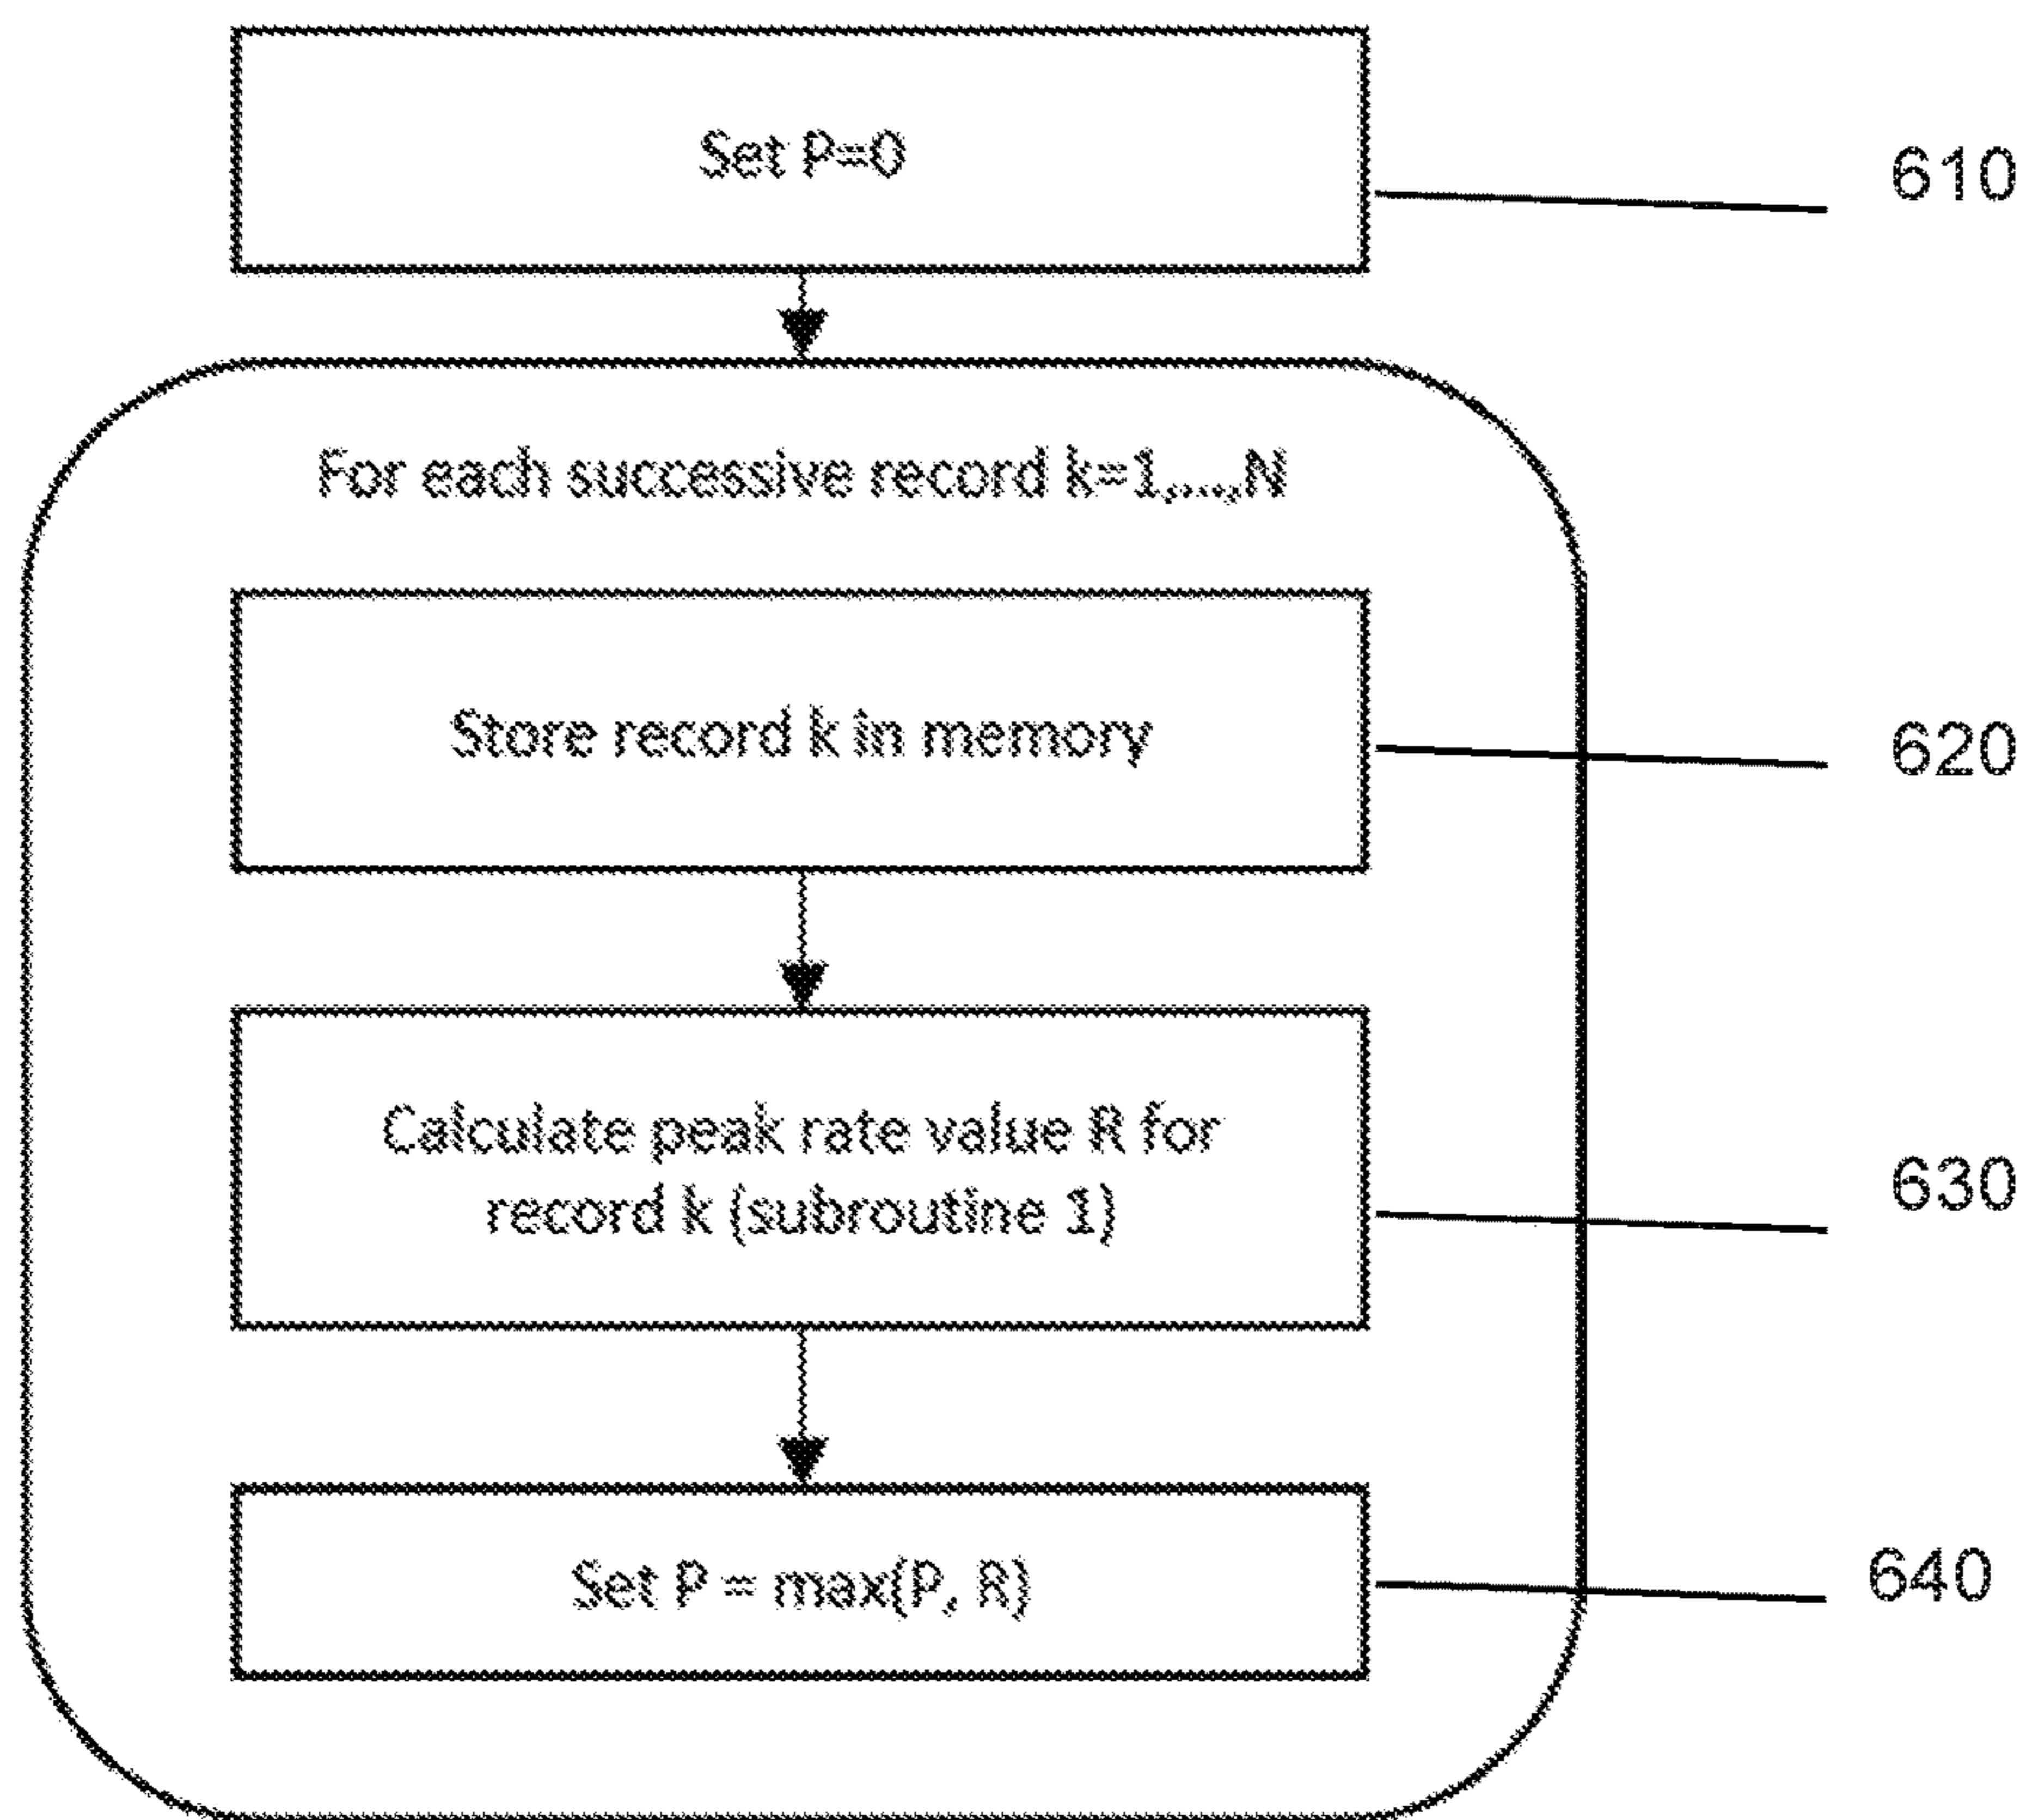 Set P=0
610
For each successive record k=1,...,N
Store record k in memory
620
Calculate peak rate value R for
record k (subroutine 1)
630
Set P = max(P, R)
640